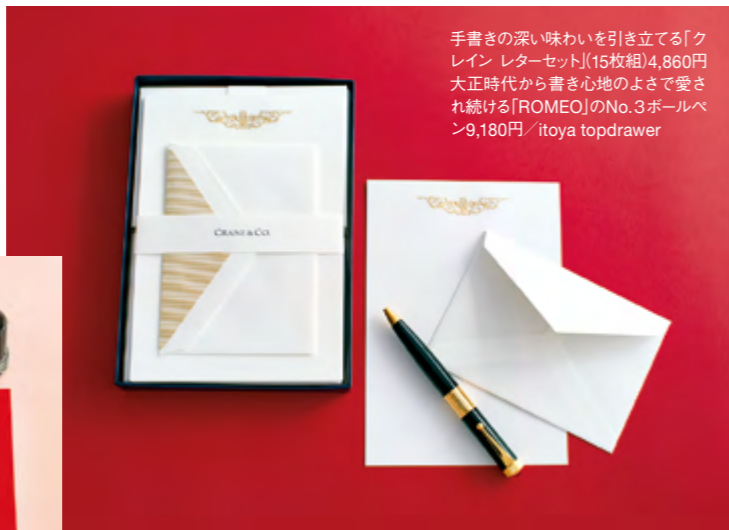 手書きの深い味わいを引き立てる「ク
レイン レターセット」(15枚組)4,860円
大正時代から書き心地のよさで愛さ
れ続ける「ROMEO」のNo.3ボールペ
ン9,180円／itoya topdrawer
CRANE & CO.